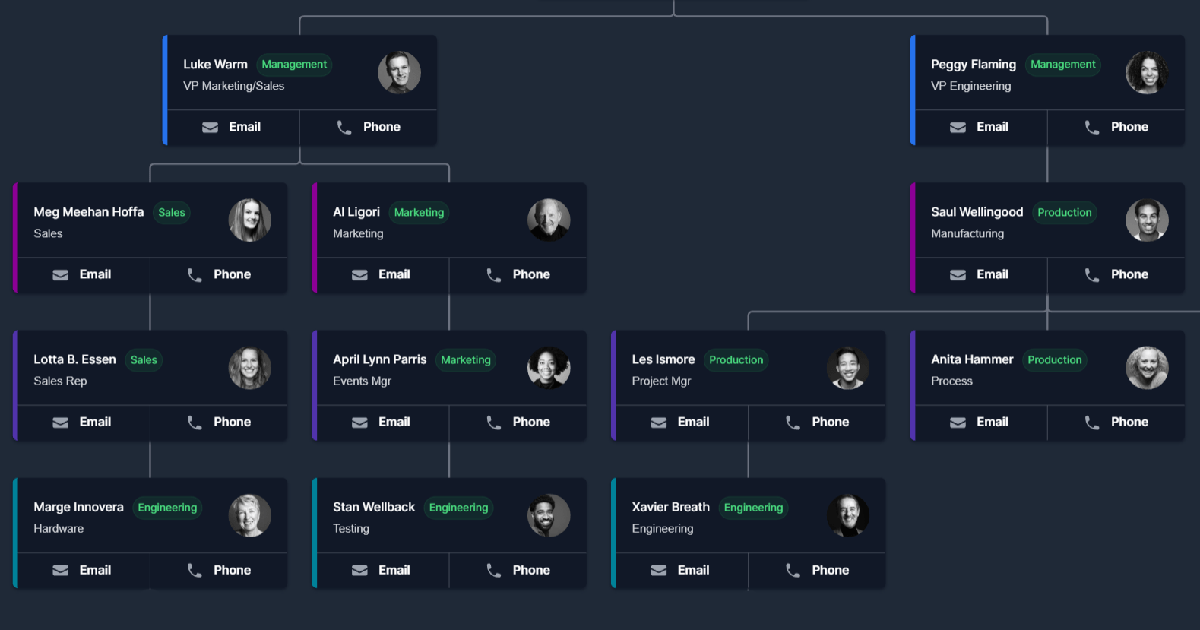 Luke Warm Management
VP Marketing/Sales
Email Phone
Peggy Flaming Management
VP Engineering
Email Phone
Meg Meehan Hoffa Sales
Sales
Email Phone
Al Ligori Marketing
Marketing
Email Phone
Saul Wellingood Production
Manufacturing
Email Phone
Lotta B. Essen Sales
Sales Rep
Email Phone
April Lynn Parris Marketing
Events Mgr
Email Phone
Les Ismore Production
Project Mgr
Email Phone
Anita Hammer Production
Process
Email Phone
Marge Innovera Engineering
Hardware
Email Phone
Stan Wellback Engineering
Testing
Email Phone
Xavier Breath Engineering
Engineering
Email Phone